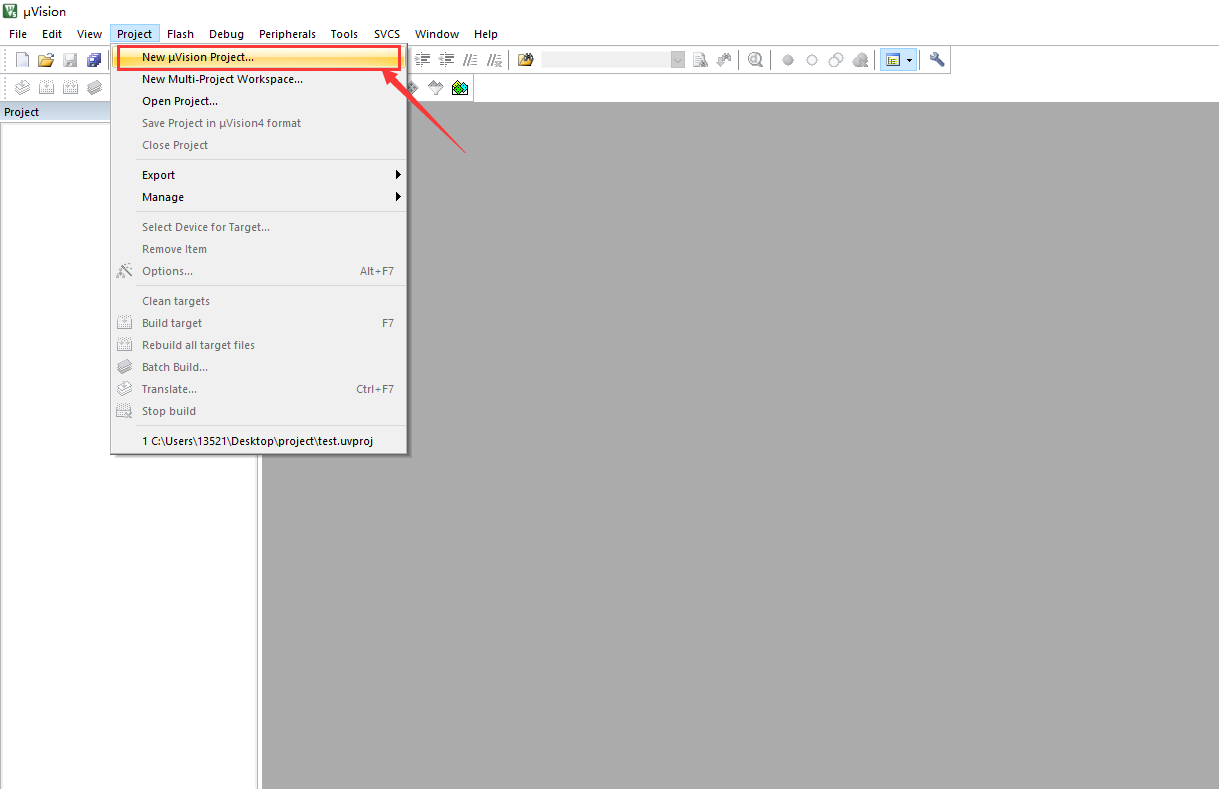 µVision
File Edit View Project Flash Debug Peripherals Tools SVCS Window Help
New µVision Project...
New Multi-Project Workspace...
Open Project...
Save Project in µVision4 format
Close Project
Project
Export
Manage
Select Device for Target...
Remove Item
Options... Alt+F7
Clean targets
Build target F7
Rebuild all target files
Batch Build...
Translate... Ctrl+F7
Stop build
1 C:\Users\13521\Desktop\project\test.uvproj